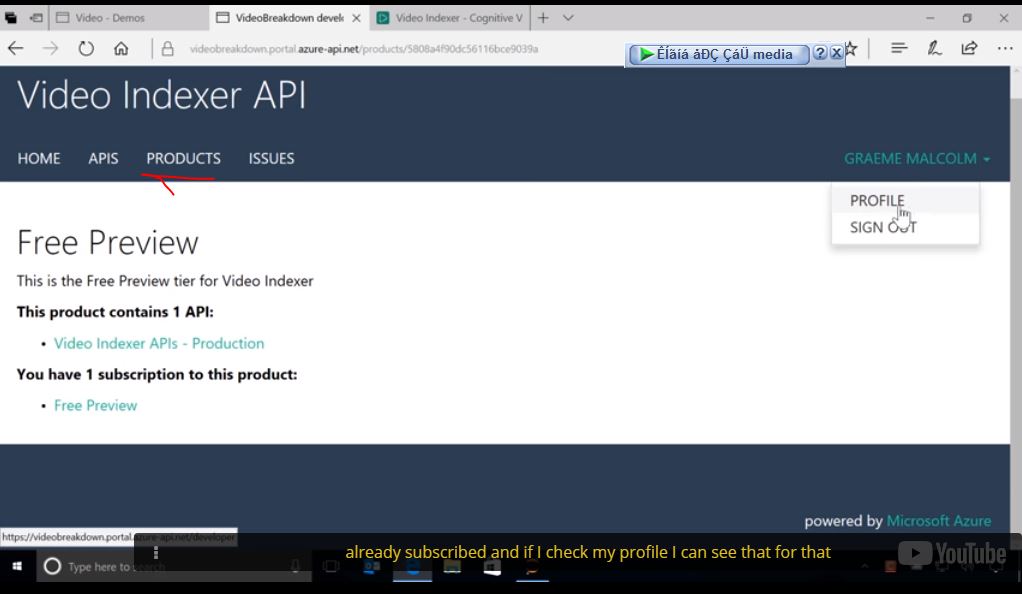 Video - Demos
VideoBreakdown devel
Video Indexer - Cognitive V
videobreakdown.portal.azure-api.net/products/5808a4f90dc56116bce9039a
ÊÍãíá åÐÇ ÇáÜ media
Video Indexer API
HOME APIS PRODUCTS ISSUES GRAEME MALCOLM
PROFILE
SIGN OUT
Free Preview
This is the Free Preview tier for Video Indexer
This product contains 1 API:
• Video Indexer APIs - Production
You have 1 subscription to this product:
• Free Preview
powered by Microsoft Azure
https://videobreakdown.portal.azure-api.net/developer
already subscribed and if I check my profile I can see that for that
YouTube
Type here to search